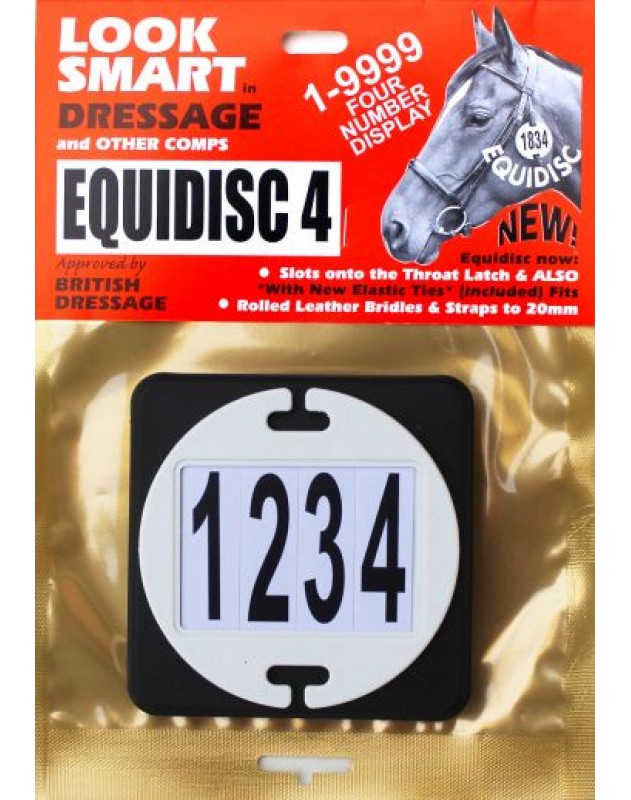 LOOK
SMART in
DRESSAGE
and OTHER COMPS
EQUIDISC 4
Approved by
BRITISH
DRESSAGE
1-9999
FOUR
NUMBER
DISPLAY
1834
EQUIDISC
NEW!
Equidisc now:
• Slots onto the Throat Latch & ALSO
*With New Elastic Ties* (included) Fits
• Rolled Leather Bridles & Straps to 20mm
1234